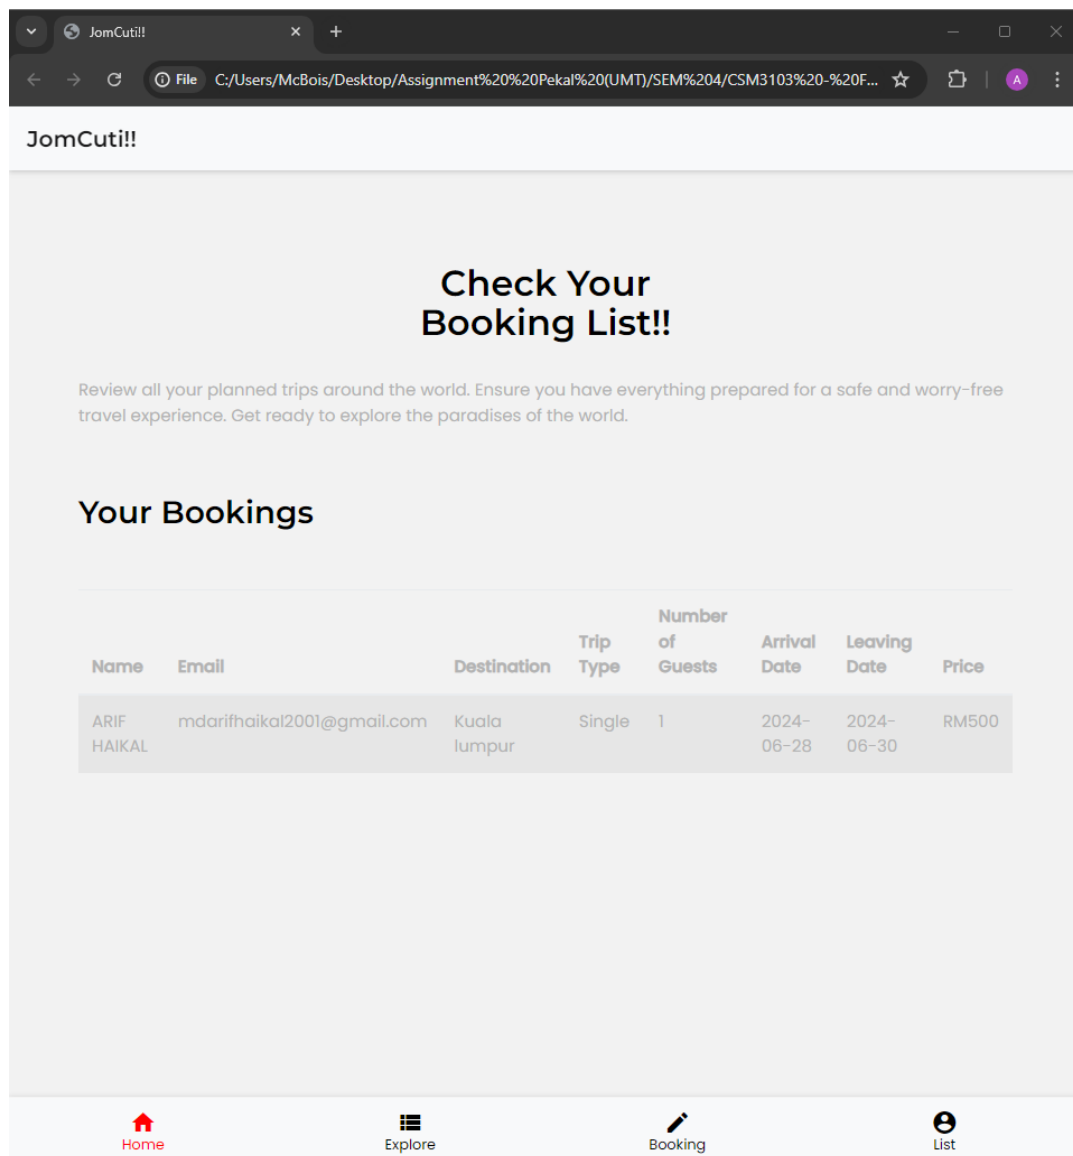 JomCuti!!
File C:/Users/McBois/Desktop/Assignment%20%20Pekal%20(UMT)/SEM%204/CSM3103%20-%20F...
A
JomCuti!!
Check Your
Booking List!!
Review all your planned trips around the world. Ensure you have everything prepared for a safe and worry-free
travel experience. Get ready to explore the paradises of the world.
Your Bookings
Name Email Destination Trip Type Number of Guests Arrival Date Leaving Date Price
ARIF HAIKAL mdarifhaikal2001@gmail.com Kuala lumpur Single 1 2024-06-28 2024-06-30 RM500
Home Explore Booking List